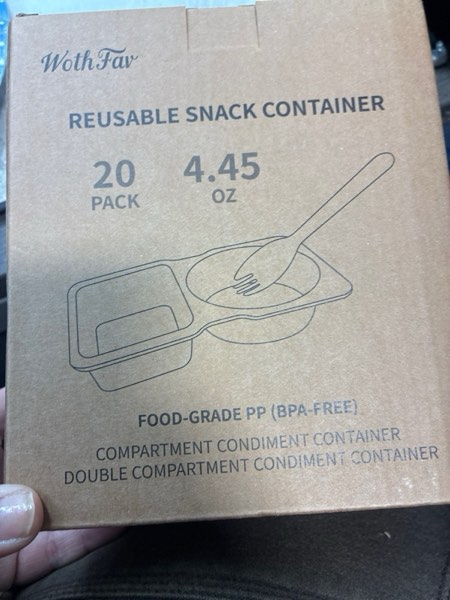 WothFav
REUSABLE SNACK CONTAINER
20 4.45
PACK OZ
FOOD-GRADE PP (BPA-FREE)
COMPARTMENT CONDIMENT CONTAINER
DOUBLE COMPARTMENT CONDIMENT CONTAINER